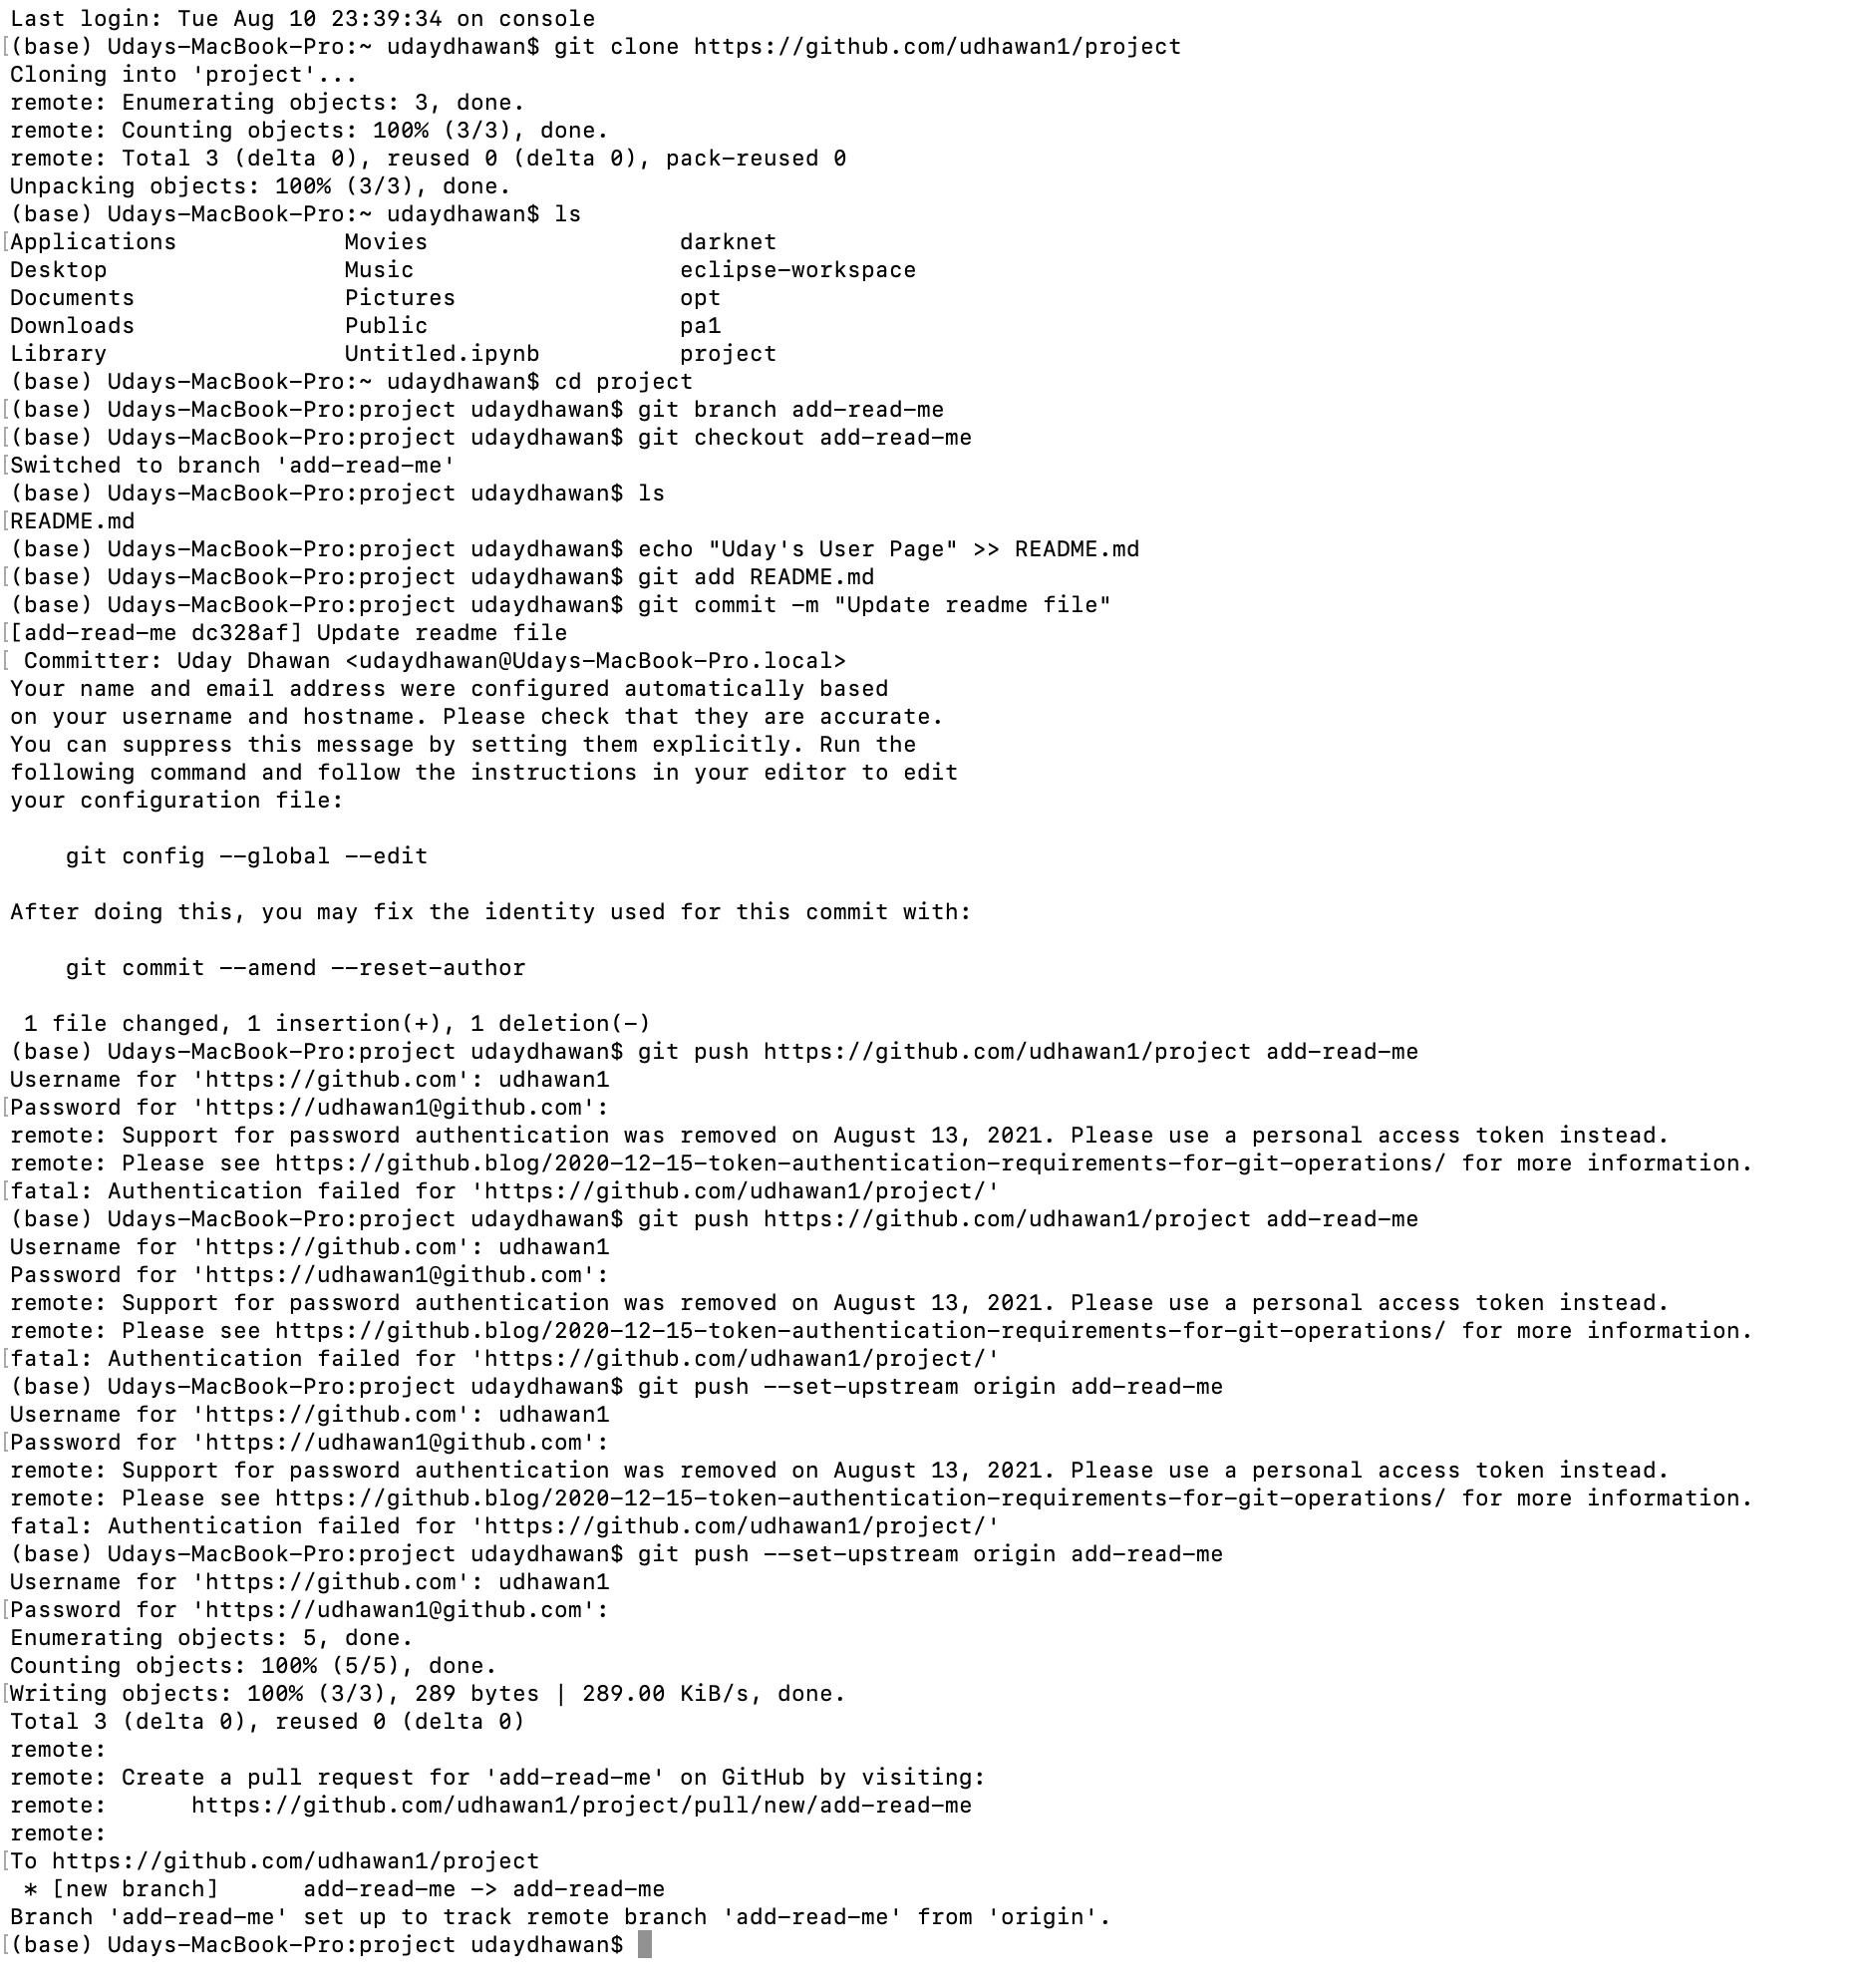 Last login: Tue Aug 10 23:39:34 on console
[(base) Udays-MacBook-Pro:~ udaydhawan$ git clone https://github.com/udhawan1/project
Cloning into 'project'...
remote: Enumerating objects: 3, done.
remote: Counting objects: 100% (3/3), done.
remote: Total 3 (delta 0), reused 0 (delta 0), pack-reused 0
Unpacking objects: 100% (3/3), done.
(base) Udays-MacBook-Pro:~ udaydhawan$ ls
[Applications            Movies                  darknet
Desktop                 Music                   eclipse-workspace
Documents               Pictures                opt
Downloads               Public                  pa1
Library                 Untitled.ipynb          project
(base) Udays-MacBook-Pro:~ udaydhawan$ cd project
[(base) Udays-MacBook-Pro:project udaydhawan$ git branch add-read-me
[(base) Udays-MacBook-Pro:project udaydhawan$ git checkout add-read-me
[Switched to branch 'add-read-me'
(base) Udays-MacBook-Pro:project udaydhawan$ ls
[README.md
(base) Udays-MacBook-Pro:project udaydhawan$ echo "Uday's User Page" >> README.md
[(base) Udays-MacBook-Pro:project udaydhawan$ git add README.md
(base) Udays-MacBook-Pro:project udaydhawan$ git commit -m "Update readme file"
[[add-read-me dc328af] Update readme file
[ Committer: Uday Dhawan <udaydhawan@Udays-MacBook-Pro.local>
Your name and email address were configured automatically based
on your username and hostname. Please check that they are accurate.
You can suppress this message by setting them explicitly. Run the
following command and follow the instructions in your editor to edit
your configuration file:

    git config --global --edit

After doing this, you may fix the identity used for this commit with:

    git commit --amend --reset-author

 1 file changed, 1 insertion(+), 1 deletion(-)
(base) Udays-MacBook-Pro:project udaydhawan$ git push https://github.com/udhawan1/project add-read-me
Username for 'https://github.com': udhawan1
[Password for 'https://udhawan1@github.com':
remote: Support for password authentication was removed on August 13, 2021. Please use a personal access token instead.
remote: Please see https://github.blog/2020-12-15-token-authentication-requirements-for-git-operations/ for more information.
[fatal: Authentication failed for 'https://github.com/udhawan1/project/'
(base) Udays-MacBook-Pro:project udaydhawan$ git push https://github.com/udhawan1/project add-read-me
Username for 'https://github.com': udhawan1
Password for 'https://udhawan1@github.com':
remote: Support for password authentication was removed on August 13, 2021. Please use a personal access token instead.
remote: Please see https://github.blog/2020-12-15-token-authentication-requirements-for-git-operations/ for more information.
[fatal: Authentication failed for 'https://github.com/udhawan1/project/'
(base) Udays-MacBook-Pro:project udaydhawan$ git push --set-upstream origin add-read-me
Username for 'https://github.com': udhawan1
[Password for 'https://udhawan1@github.com':
remote: Support for password authentication was removed on August 13, 2021. Please use a personal access token instead.
remote: Please see https://github.blog/2020-12-15-token-authentication-requirements-for-git-operations/ for more information.
fatal: Authentication failed for 'https://github.com/udhawan1/project/'
(base) Udays-MacBook-Pro:project udaydhawan$ git push --set-upstream origin add-read-me
Username for 'https://github.com': udhawan1
[Password for 'https://udhawan1@github.com':
Enumerating objects: 5, done.
Counting objects: 100% (5/5), done.
[Writing objects: 100% (3/3), 289 bytes | 289.00 KiB/s, done.
Total 3 (delta 0), reused 0 (delta 0)
remote:
remote: Create a pull request for 'add-read-me' on GitHub by visiting:
remote:      https://github.com/udhawan1/project/pull/new/add-read-me
remote:
[To https://github.com/udhawan1/project
 * [new branch]      add-read-me -> add-read-me
Branch 'add-read-me' set up to track remote branch 'add-read-me' from 'origin'.
[(base) Udays-MacBook-Pro:project udaydhawan$